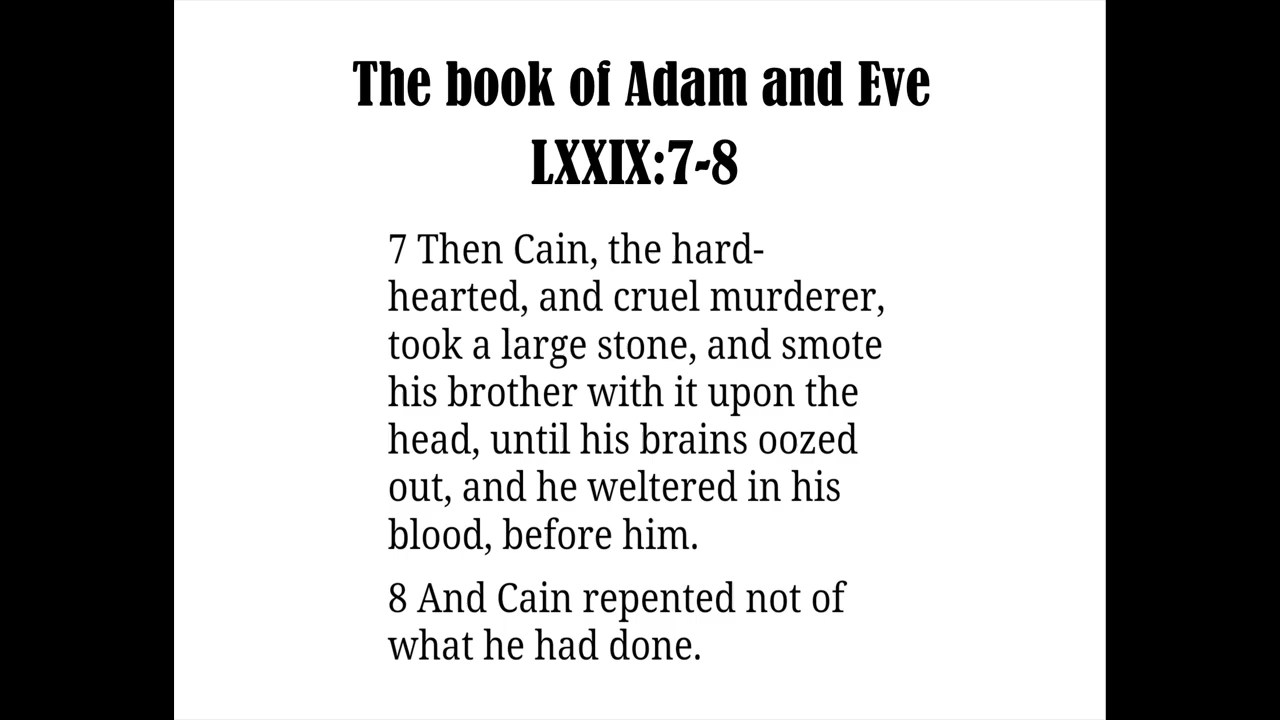 The book of Adam and Eve
LXXIX:7-8
7 Then Cain, the hard-
hearted, and cruel murderer,
took a large stone, and smote
his brother with it upon the
head, until his brains oozed
out, and he weltered in his
blood, before him.
8 And Cain repented not of
what he had done.